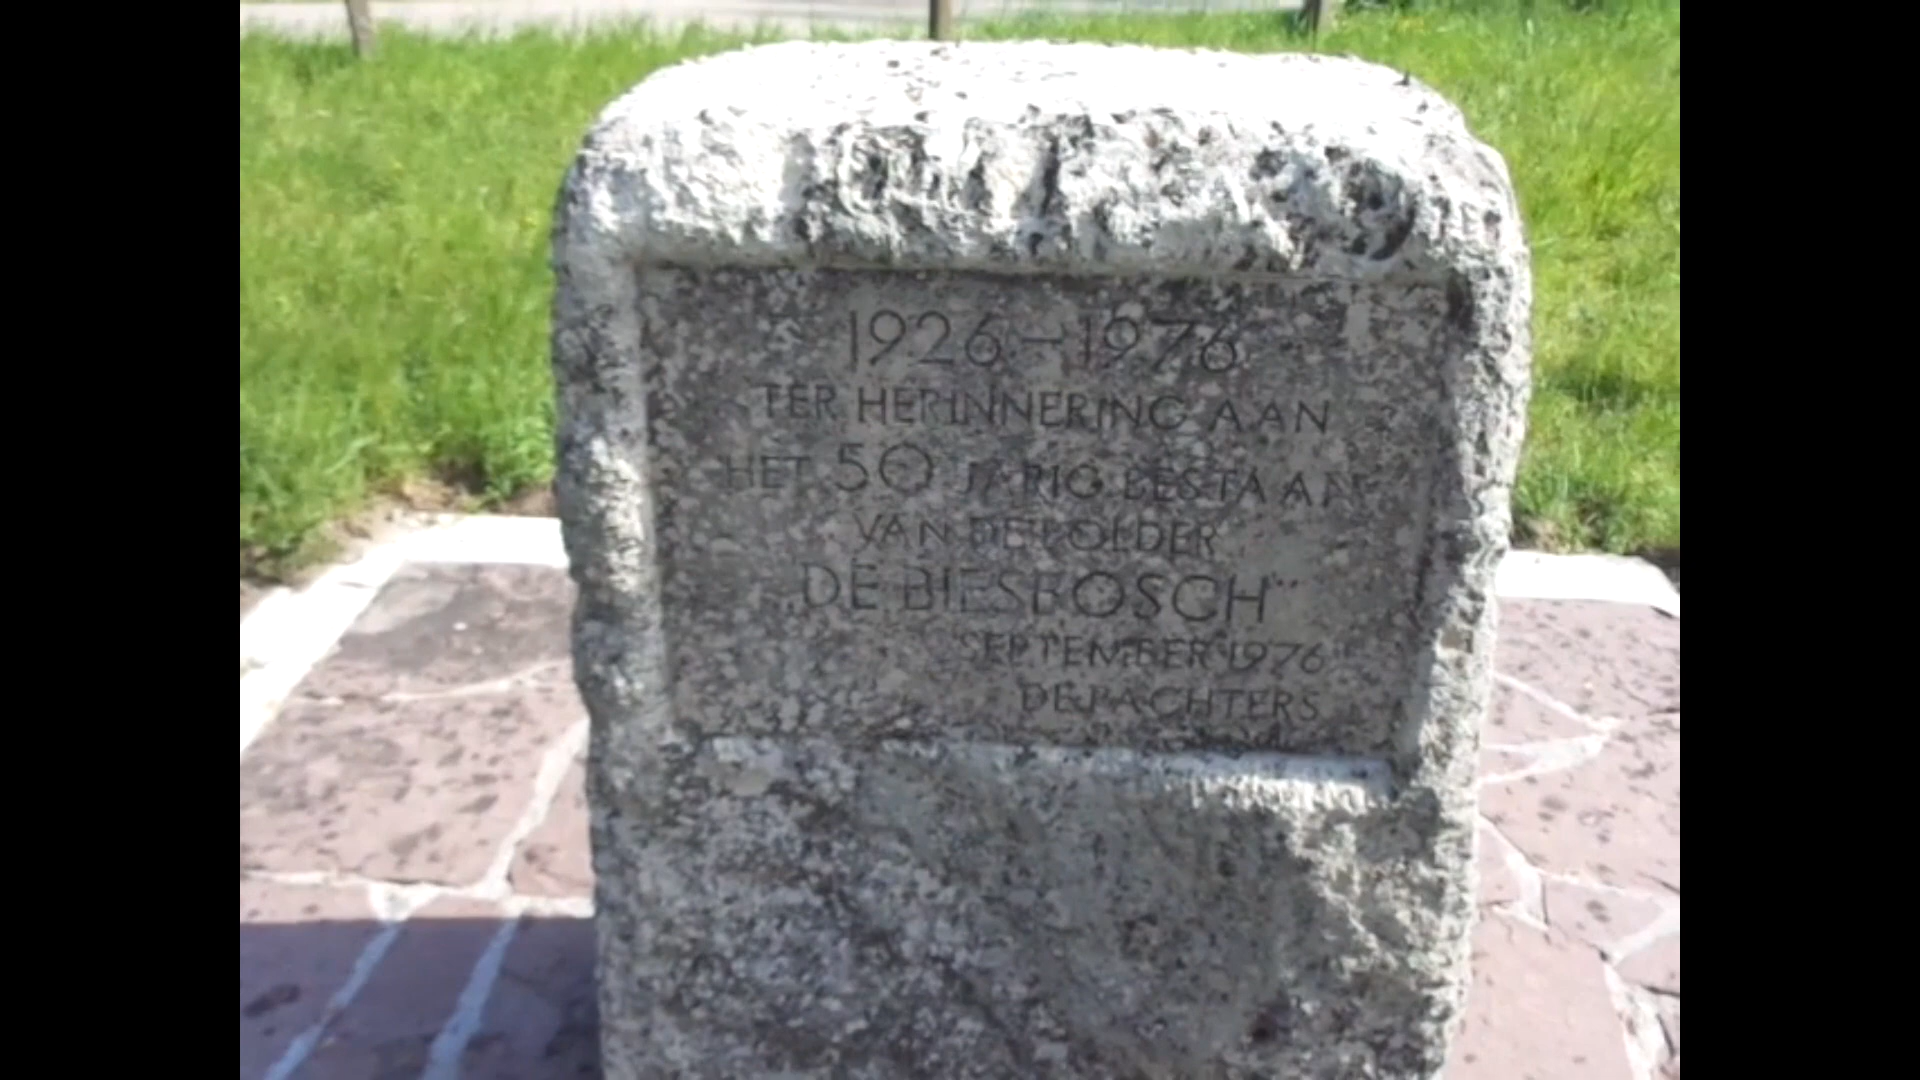 1926-1976
TER HERINNERING AAN
HET 50 JARIG BESTAAN
VAN DE POLDER
„DE BIESBOSCH”
SEPTEMBER 1976
DE PACHTERS